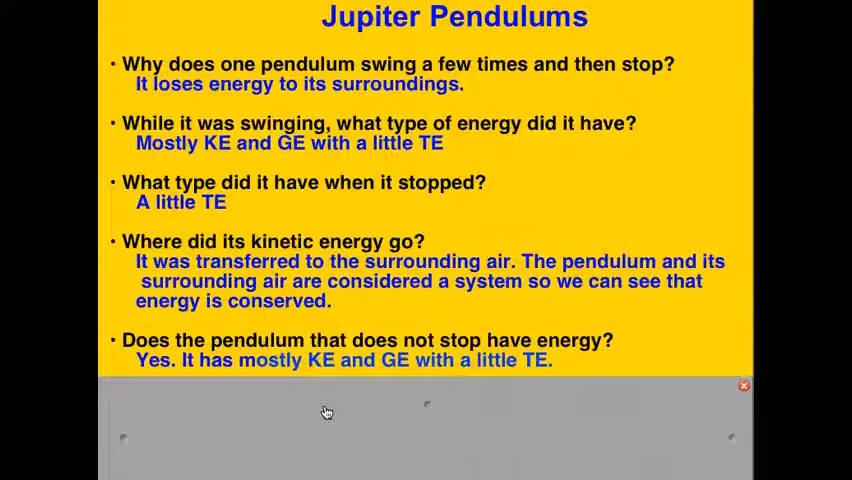 Jupiter Pendulums
• Why does one pendulum swing a few times and then stop?
It loses energy to its surroundings.
• While it was swinging, what type of energy did it have?
Mostly KE and GE with a little TE
• What type did it have when it stopped?
A little TE
• Where did its kinetic energy go?
It was transferred to the surrounding air. The pendulum and its
surrounding air are considered a system so we can see that
energy is conserved.
• Does the pendulum that does not stop have energy?
Yes. It has mostly KE and GE with a little TE.